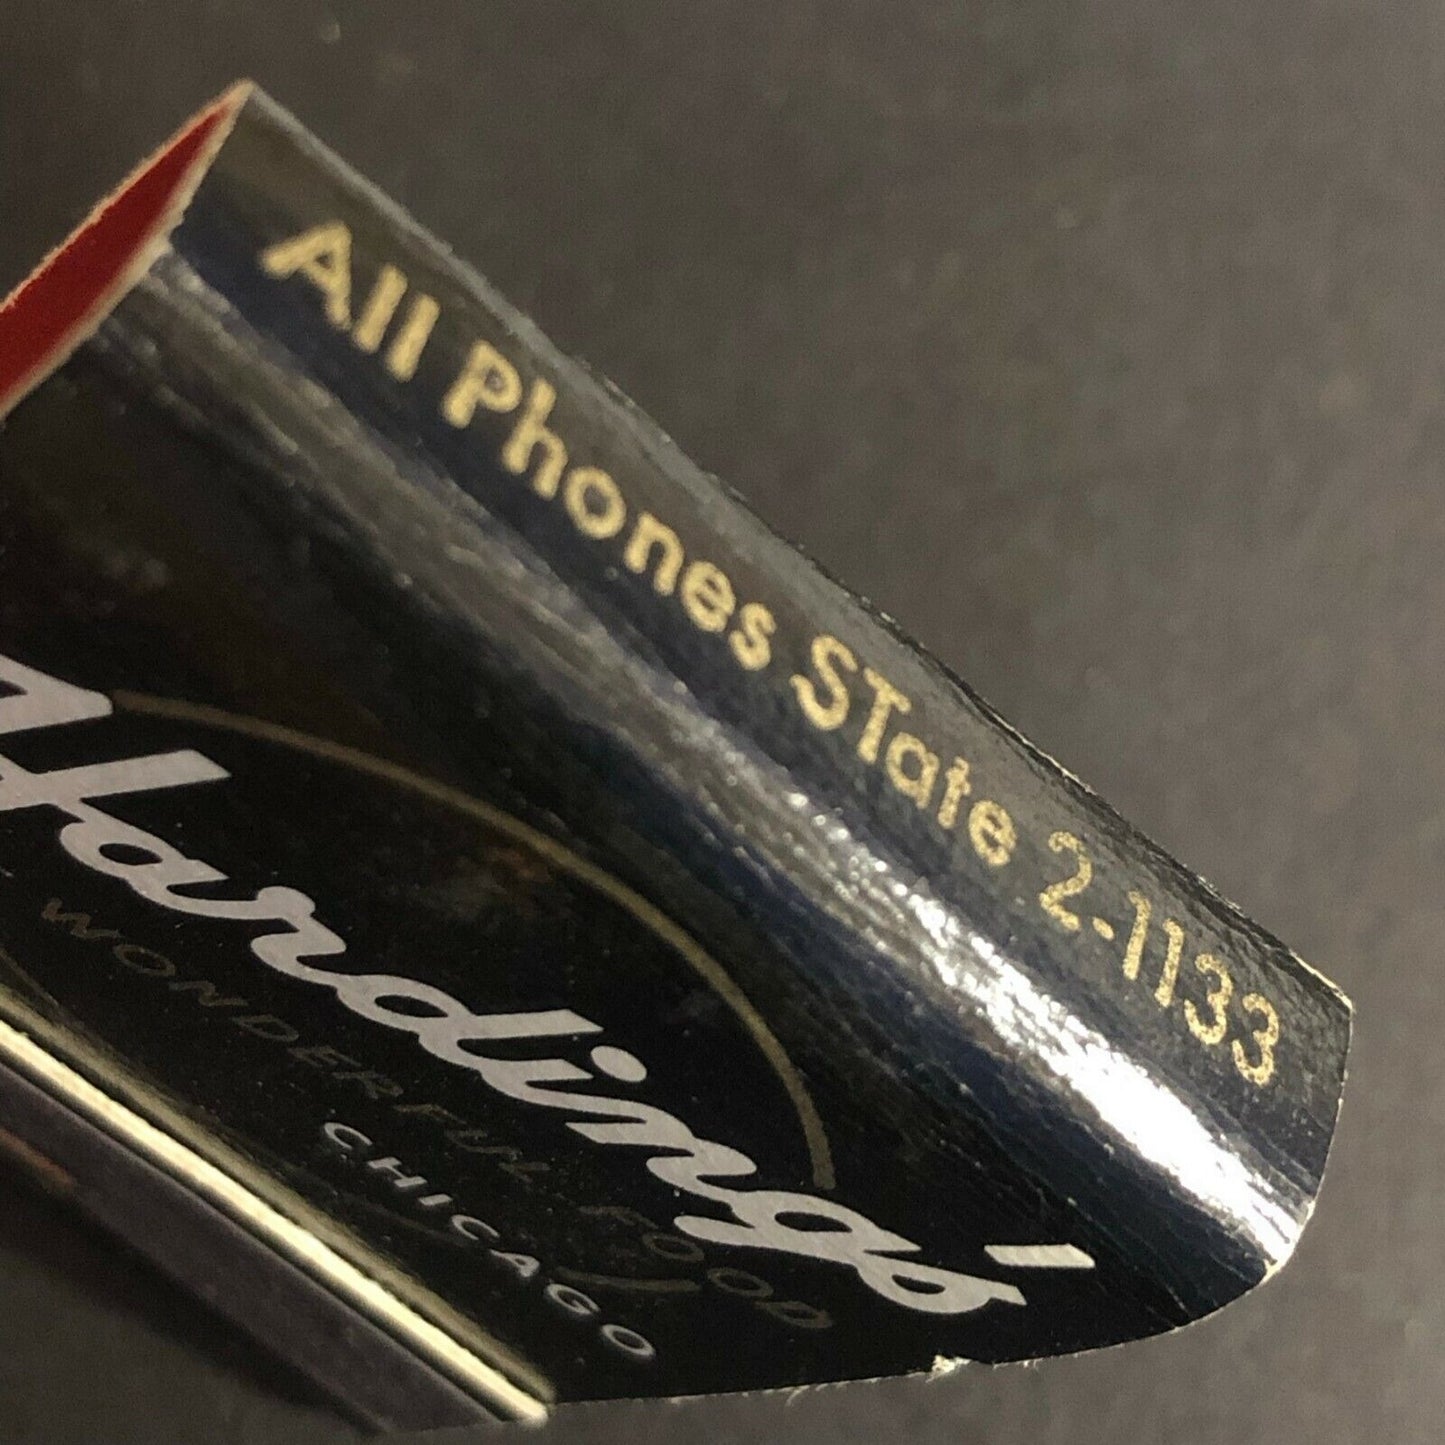 All Phones STate 2-1133
Harding's
WONDERFUL FOOD
CHICAGO